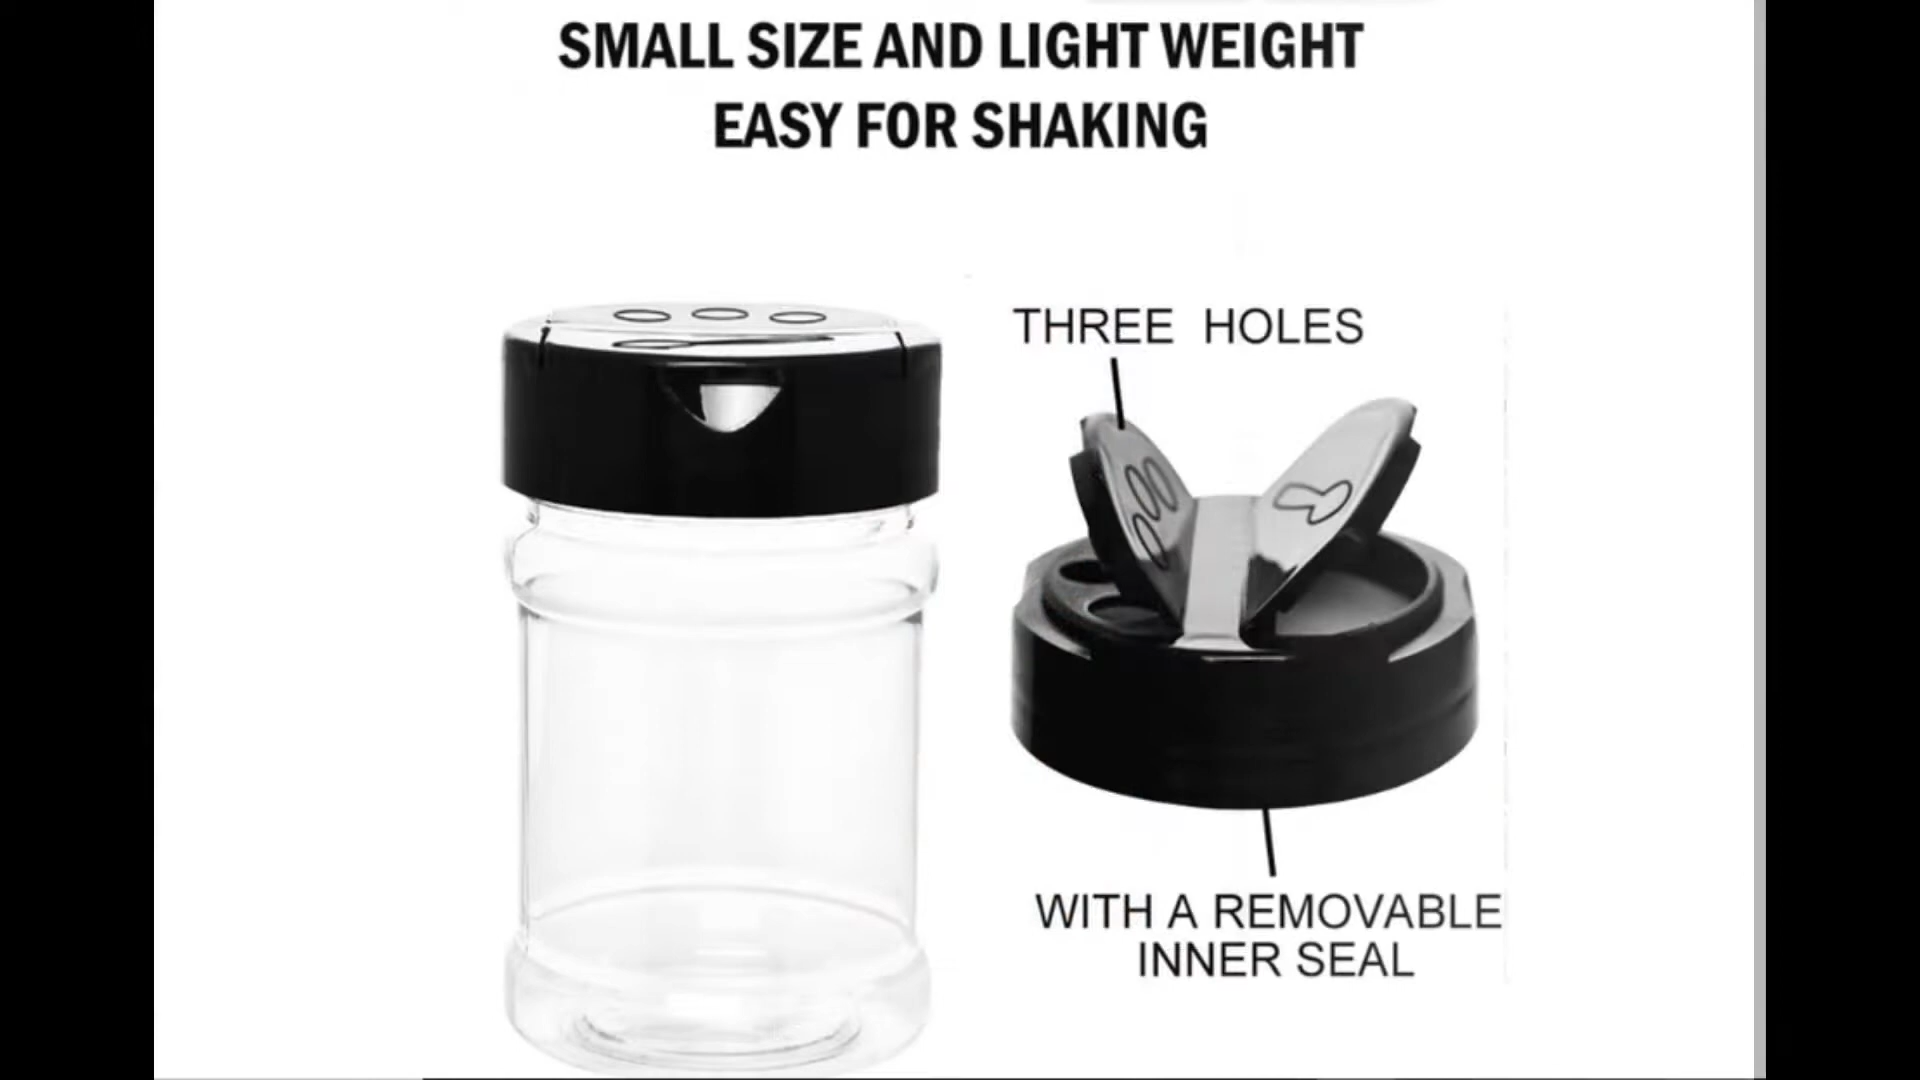 SMALL SIZE AND LIGHT WEIGHT
EASY FOR SHAKING
THREE HOLES
WITH A REMOVABLE
INNER SEAL